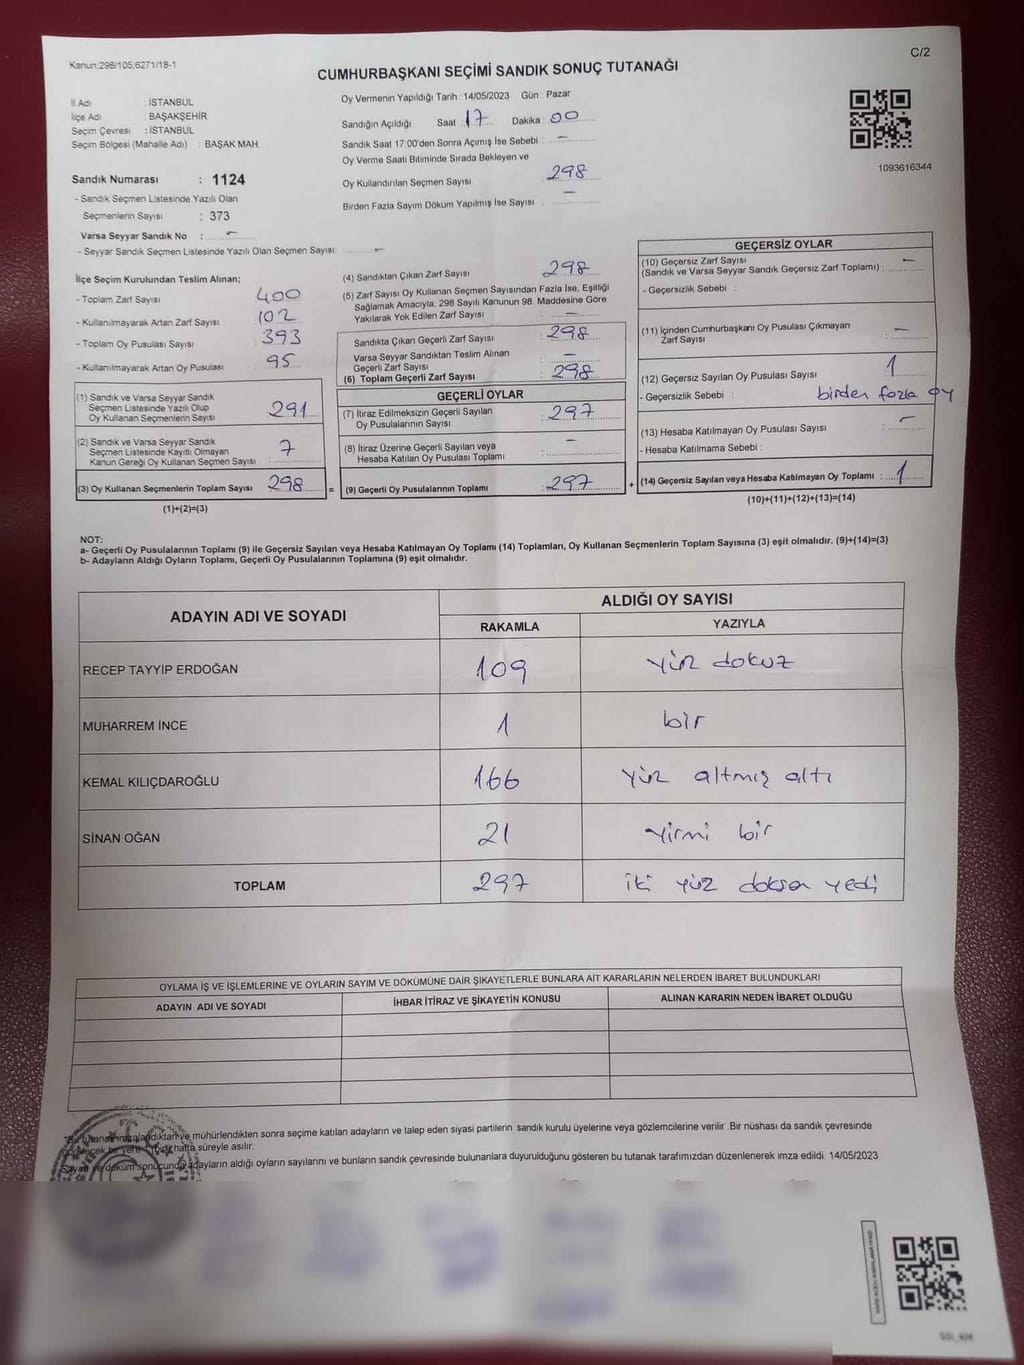 Kanun;298/105,6271/18-1
C/2
CUMHURBAŞKANI SEÇİMİ SANDIK SONUÇ TUTANAĞI
İl Adı : İSTANBUL
İlçe Adı : BAŞAKŞEHİR
Seçim Çevresi : İSTANBUL
Seçim Bölgesi (Mahalle Adı) : BAŞAK MAH.
Sandık Numarası : 1124
- Sandık Seçmen Listesinde Yazılı Olan
Seçmenlerin Sayısı : 373
Varsa Seyyar Sandık No : –
- Seyyar Sandık Seçmen Listesinde Yazılı Olan Seçmen Sayısı: –
Oy Vermenin Yapıldığı Tarih : 14/05/2023 Gün : Pazar
Sandığın Açıldığı Saat : 17 Dakika : 00
Sandık Saat 17.00'den Sonra Açımış İse Sebebi : –
Oy Verme Saati Bitiminde Sırada Bekleyen ve
Oy Kullandırılan Seçmen Sayısı : 298
Birden Fazla Sayım Döküm Yapılmış İse Sayısı : –
1093616344
İlçe Seçim Kurulundan Teslim Alınan;
- Toplam Zarf Sayısı : 400
- Kullanılmayarak Artan Zarf Sayısı : 102
- Toplam Oy Pusulası Sayısı : 393
- Kullanılmayarak Artan Oy Pusulası : 95
(1) Sandık ve Varsa Seyyar Sandık
Seçmen Listesinde Yazılı Olup
Oy Kullanan Seçmenlerin Sayısı : 291
(2) Sandık ve Varsa Seyyar Sandık
Seçmen Listesinde Kayıtlı Olmayan
Kanun Gereği Oy Kullanan Seçmen Sayısı : 7
(3) Oy Kullanan Seçmenlerin Toplam Sayısı : 298
(1)+(2)=(3)
(4) Sandıktan Çıkan Zarf Sayısı : 298
(5) Zarf Sayısı Oy Kullanan Seçmen Sayısından Fazla İse, Eşitliği
Sağlamak Amacıyla; 298 Sayılı Kanunun 98. Maddesine Göre
Yakılarak Yok Edilen Zarf Sayısı : –
Sandıkta Çıkan Geçerli Zarf Sayısı : 298
Varsa Seyyar Sandıktan Teslim Alınan
Geçerli Zarf Sayısı : –
(6) Toplam Geçerli Zarf Sayısı : 298
GEÇERLİ OYLAR
(7) İtiraz Edilmeksizin Geçerli Sayılan
Oy Pusulalarının Sayısı : 297
(8) İtiraz Üzerine Geçerli Sayılan veya
Hesaba Katılan Oy Pusulası Toplamı : –
= (9) Geçerli Oy Pusulalarının Toplamı : 297
GEÇERSİZ OYLAR
(10) Geçersiz Zarf Sayısı
(Sandık ve Varsa Seyyar Sandık Geçersiz Zarf Toplamı) : –
- Geçersizlik Sebebi :
(11) İçinden Cumhurbaşkanı Oy Pusulası Çıkmayan
Zarf Sayısı : –
(12) Geçersiz Sayılan Oy Pusulası Sayısı : 1
- Geçersizlik Sebebi : birden fazla oy
(13) Hesaba Katılmayan Oy Pusulası Sayısı : –
- Hesaba Katılmama Sebebi :
+ (14) Geçersiz Sayılan veya Hesaba Katılmayan Oy Toplamı : 1
(10)+(11)+(12)+(13)=(14)
NOT:
a- Geçerli Oy Pusulalarının Toplamı (9) ile Geçersiz Sayılan veya Hesaba Katılmayan Oy Toplamı (14) Toplamları, Oy Kullanan Seçmenlerin Toplam Sayısına (3) eşit olmalıdır. (9)+(14)=(3)
b- Adayların Aldığı Oyların Toplamı, Geçerli Oy Pusulalarının Toplamına (9) eşit olmalıdır.
ADAYIN ADI VE SOYADI ALDIĞI OY SAYISI
RAKAMLA YAZIYLA
RECEP TAYYİP ERDOĞAN 109 yüz dokuz
MUHARREM İNCE 1 bir
KEMAL KILIÇDAROĞLU 166 yüz altmış altı
SİNAN OĞAN 21 yirmi bir
TOPLAM 297 iki yüz doksan yedi
OYLAMA İŞ VE İŞLEMLERİNE VE OYLARIN SAYIM VE DÖKÜMÜNE DAİR ŞİKAYETLERLE BUNLARA AİT KARARLARIN NELERDEN İBARET BULUNDUKLARI
ADAYIN ADI VE SOYADI İHBAR İTİRAZ VE ŞİKAYETİN KONUSU ALINAN KARARIN NEDEN İBARET OLDUĞU
mühürlendikten sonra seçime katılan adayların ve talep eden siyasi partilerin sandık kurulu üyelerine veya gözlemcilerine verilir .Bir nüshası da sandık çevresinde
hafta süreyle asılır.
döküm sonucunda adayların aldığı oyların sayılarını ve bunların sandık çevresinde bulunanlara duyurulduğunu gösteren bu tutanak tarafımızdan düzenlenerek imza edildi. 14/05/2023